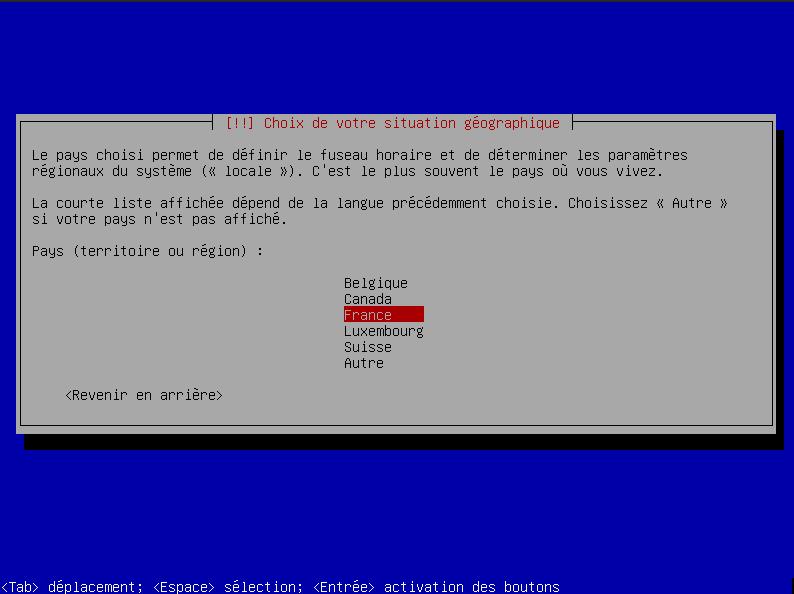 [!!] Choix de votre situation géographique
Le pays choisi permet de définir le fuseau horaire et de déterminer les paramètres
régionaux du système (« locale »). C'est le plus souvent le pays où vous vivez.
La courte liste affichée dépend de la langue précédemment choisie. Choisissez « Autre »
si votre pays n'est pas affiché.
Pays (territoire ou région) :
Belgique
Canada
France
Luxembourg
Suisse
Autre
<Revenir en arrière>
<Tab> déplacement; <Espace> sélection; <Entrée> activation des boutons